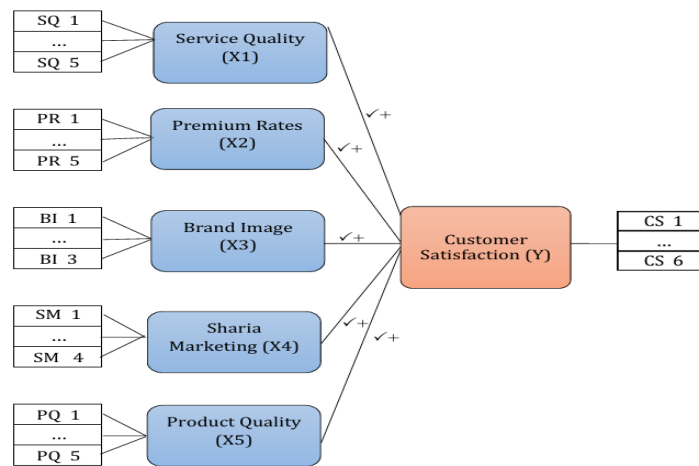 SQ 1
...
SQ 5
Service Quality
(X1)
✓+
PR 1
...
PR 5
Premium Rates
(X2)
✓+
BI 1
...
BI 3
Brand Image
(X3)
✓+
Customer
Satisfaction (Y)
CS 1
...
CS 6
SM 1
...
SM 4
Sharia
Marketing (X4)
✓+
✓+
PQ 1
...
PQ 5
Product Quality
(X5)